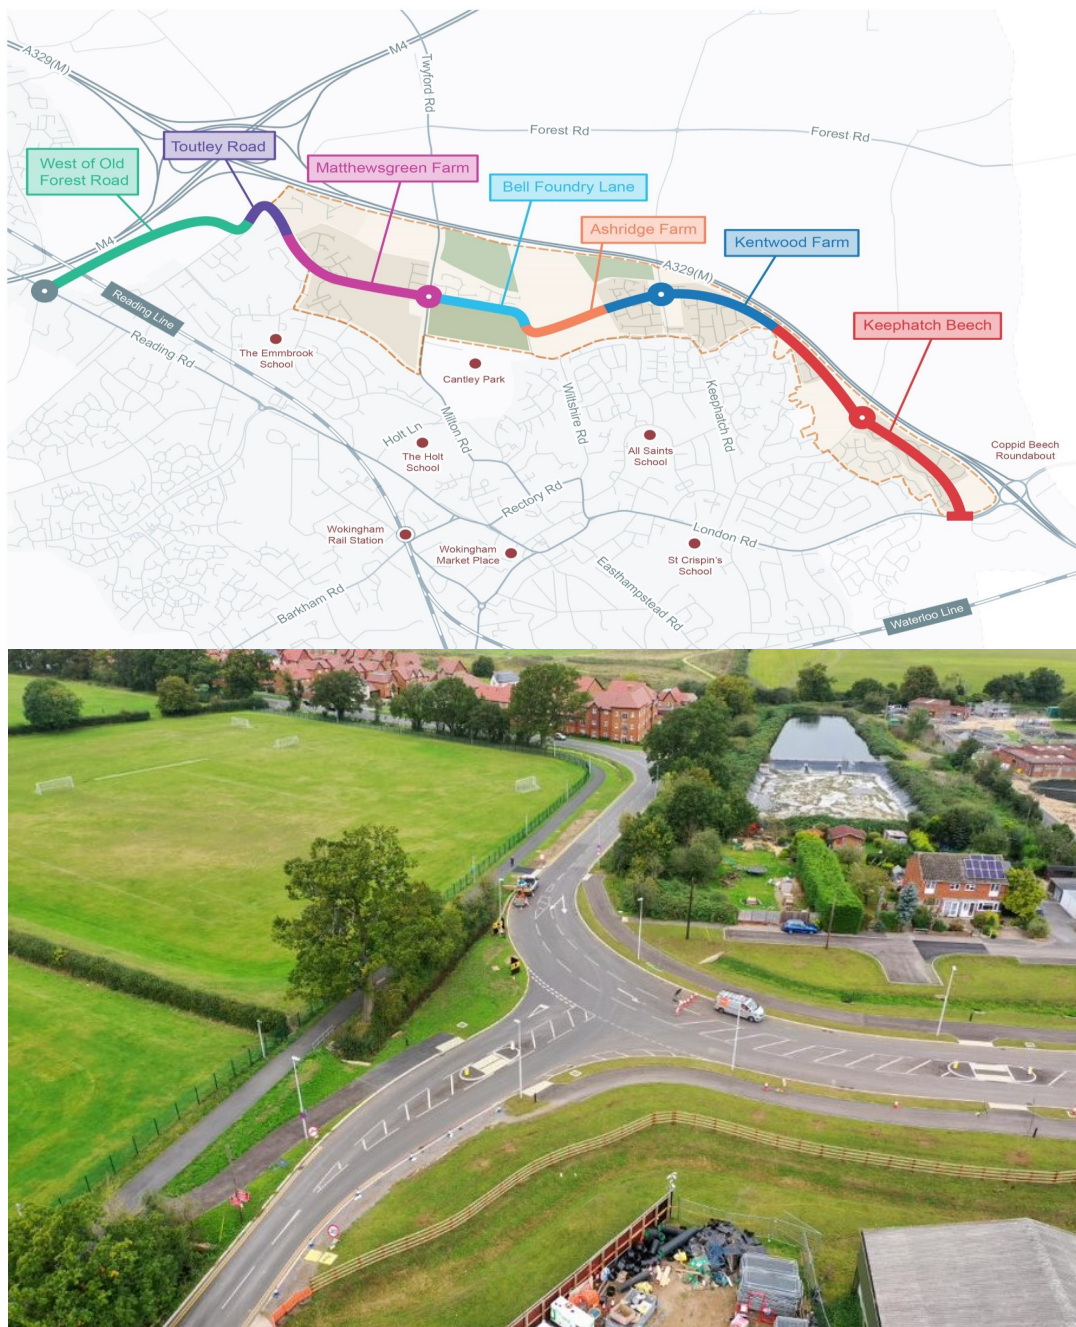 A329(M)
M4
Twyford Rd
Forest Rd
Forest Rd
Toutley Road
West of Old
Forest Road
Matthewsgreen Farm
Bell Foundry Lane
Ashridge Farm
Kentwood Farm
M4
A329(M)
Reading Line
Keephatch Beech
Reading Rd
The Emmbrook
School
Cantley Park
Wiltshire Rd
Keephatch Rd
Milton Rd
Holt Ln
The Holt
School
All Saints
School
Coppid Beech
Roundabout
Rectory Rd
Wokingham
Rail Station
London Rd
Wokingham
Market Place
St Crispin's
School
Easthampstead Rd
Barkham Rd
Waterloo Line